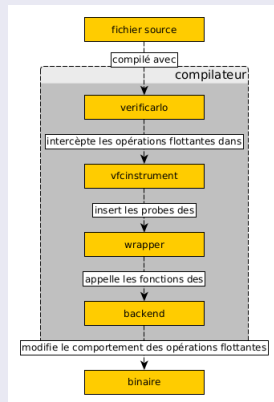 fichier source
compilé avec
compilateur
verificarlo
intercèpte les opérations flottantes dans
vfcinstrument
insert les probes des
wrapper
appelle les fonctions des
backend
modifie le comportement des opérations flottantes
binaire